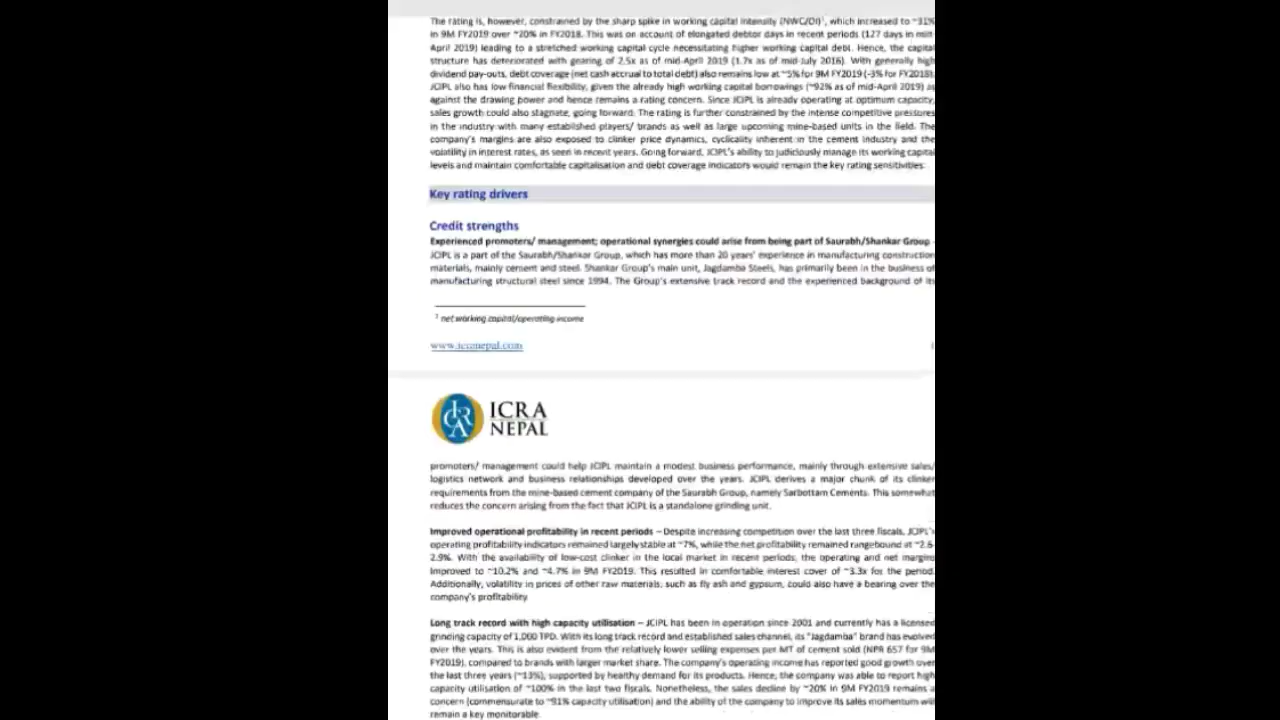 The rating is, however, constrained by the sharp spike in working capital intensity (NWC/OI)¹, which increased to ~31%
in 9M FY2019 over ~20% in FY2018. This was on account of elongated debtor days in recent periods (127 days in mid-
April 2019) leading to a stretched working capital cycle necessitating higher working capital debt. Hence, the capital
structure has deteriorated with gearing of 2.5x as of mid-April 2019 (1.7x as of mid-July 2016). With generally high
dividend pay-outs, debt coverage (net cash accrual to total debt) also remains low at ~5% for 9M FY2019 (-3% for FY2018).
JCIPL also has low financial flexibility, given the already high working capital borrowings (~92% as of mid-April 2019) as
against the drawing power and hence remains a rating concern. Since JCIPL is already operating at optimum capacity,
sales growth could also stagnate, going forward. The rating is further constrained by the intense competitive pressures
in the industry with many established players/ brands as well as large upcoming mine-based units in the field. The
company's margins are also exposed to clinker price dynamics, cyclicality inherent in the cement industry and the
volatility in interest rates, as seen in recent years. Going forward, JCIPL's ability to judiciously manage its working capital
levels and maintain comfortable capitalisation and debt coverage indicators would remain the key rating sensitivities.
Key rating drivers
Credit strengths
Experienced promoters/ management; operational synergies could arise from being part of Saurabh/Shankar Group -
JCIPL is a part of the Saurabh/Shankar Group, which has more than 20 years' experience in manufacturing construction
materials, mainly cement and steel. Shankar Group's main unit, Jagdamba Steels, has primarily been in the business of
manufacturing structural steel since 1994. The Group's extensive track record and the experienced background of its
¹ net working capital/operating income
www.icranepal.com
ICRA
NEPAL
promoters/ management could help JCIPL maintain a modest business performance, mainly through extensive sales/
logistics network and business relationships developed over the years. JCIPL derives a major chunk of its clinker
requirements from the mine-based cement company of the Saurabh Group, namely Sarbottam Cements. This somewhat
reduces the concern arising from the fact that JCIPL is a standalone grinding unit.
Improved operational profitability in recent periods – Despite increasing competition over the last three fiscals, JCIPL's
operating profitability indicators remained largely stable at ~7%, while the net profitability remained rangebound at ~2.6-
2.9%. With the availability of low-cost clinker in the local market in recent periods, the operating and net margins
improved to ~10.2% and ~4.7% in 9M FY2019. This resulted in comfortable interest cover of ~3.3x for the period.
Additionally, volatility in prices of other raw materials, such as fly ash and gypsum, could also have a bearing over the
company's profitability.
Long track record with high capacity utilisation – JCIPL has been in operation since 2001 and currently has a licensed
grinding capacity of 1,000 TPD. With its long track record and established sales channel, its "Jagdamba" brand has evolved
over the years. This is also evident from the relatively lower selling expenses per MT of cement sold (NPR 657 for 9M
FY2019), compared to brands with larger market share. The company's operating income has reported good growth over
the last three years (~13%), supported by healthy demand for its products. Hence, the company was able to report high
capacity utilisation of ~100% in the last two fiscals. Nonetheless, the sales decline by ~20% in 9M FY2019 remains a
concern (commensurate to ~91% capacity utilisation) and the ability of the company to improve its sales momentum will
remain a key monitorable.